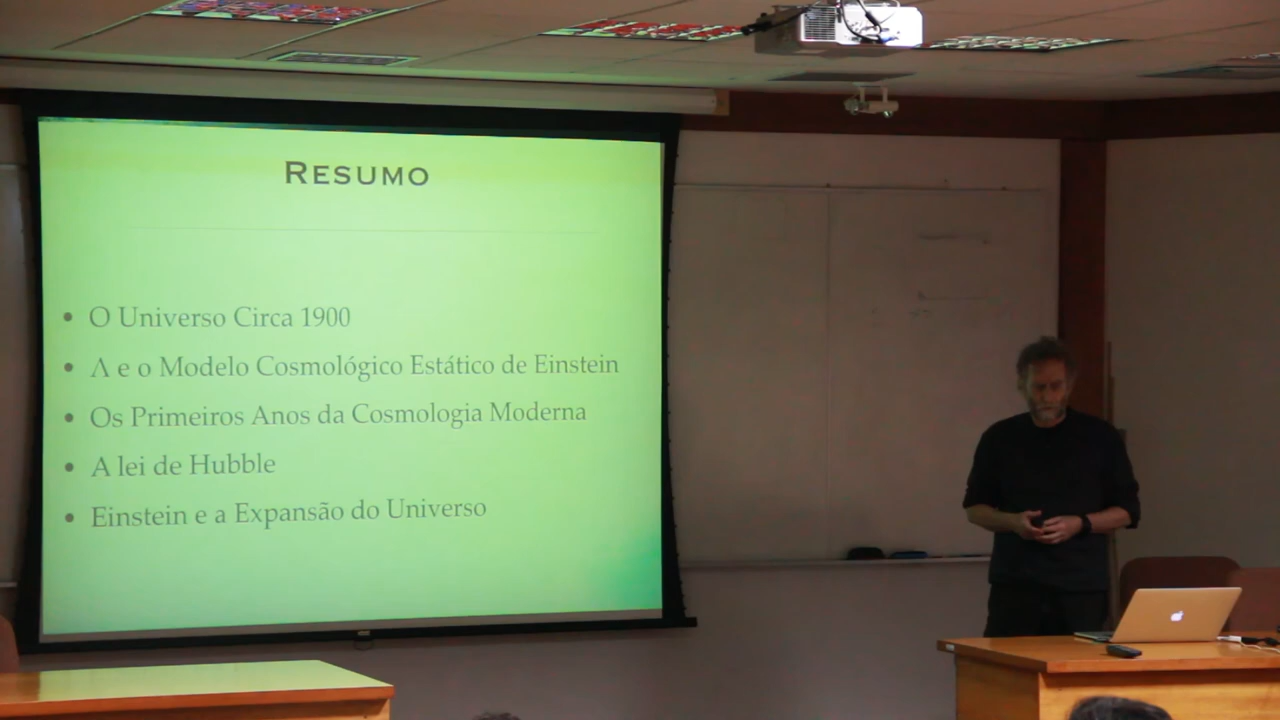 RESUMO
• O Universo Circa 1900
• Λ e o Modelo Cosmológico Estático de Einstein
• Os Primeiros Anos da Cosmologia Moderna
• A lei de Hubble
• Einstein e a Expansão do Universo